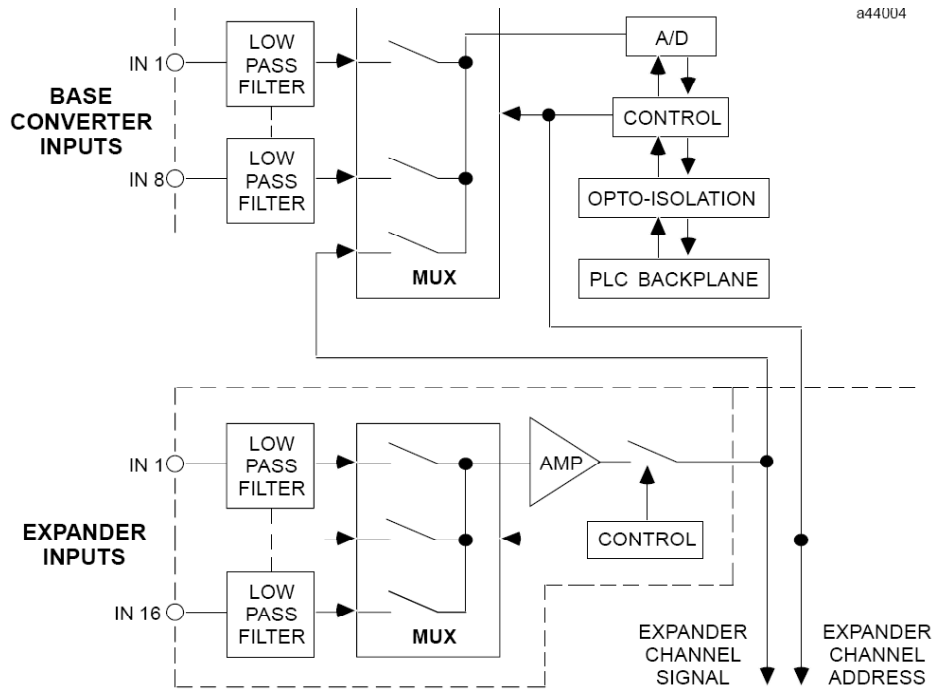 a44004
IN 1
LOW
PASS
FILTER
A/D
BASE
CONVERTER
INPUTS
CONTROL
IN 8
LOW
PASS
FILTER
OPTO-ISOLATION
MUX
PLC BACKPLANE
IN 1
LOW
PASS
FILTER
AMP
EXPANDER
INPUTS
CONTROL
IN 16
LOW
PASS
FILTER
MUX
EXPANDER
CHANNEL
SIGNAL
EXPANDER
CHANNEL
ADDRESS